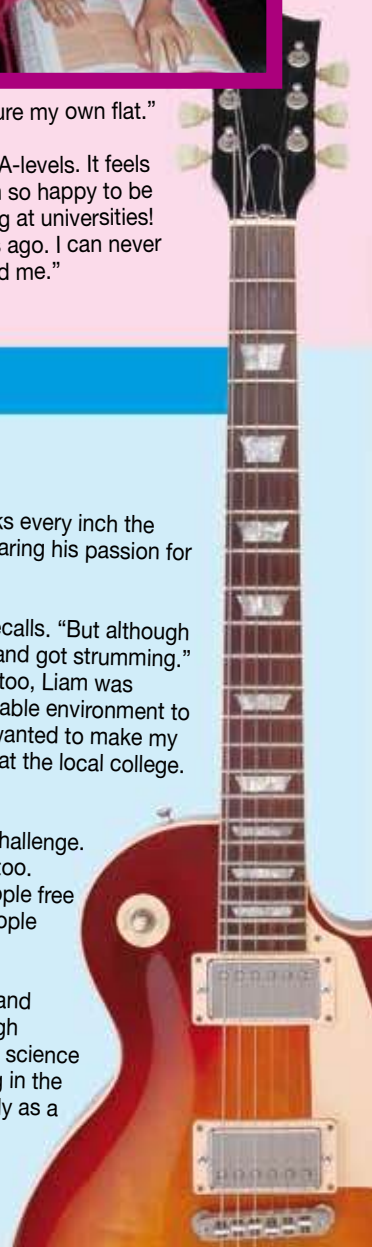 ure my own flat.”
A-levels. It feels
so happy to be
g at universities!
ago. I can never
d me.”
ks every inch the
aring his passion for
ecalls. “But although
and got strumming.”
too, Liam was
able environment to
wanted to make my
at the local college.
hallenge.
too.
ple free
ople
and
gh
science
g in the
ly as a